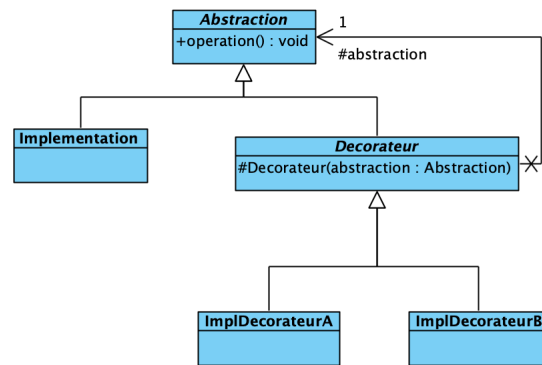 Abstraction
+operation() : void
1
#abstraction
Implementation
Decorateur
#Decorateur(abstraction : Abstraction)
ImplDecorateurA
ImplDecorateurB